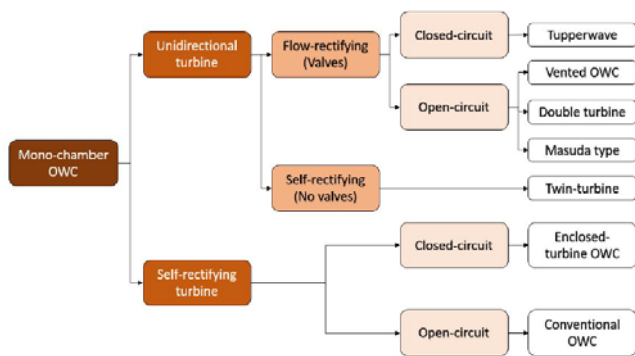 Mono-chamber
OWC
Unidirectional
turbine
Self-rectifying
turbine
Flow-rectifying
(Valves)
Self-rectifying
(No valves)
Closed-circuit
Open-circuit
Closed-circuit
Open-circuit
Tupperwave
Vented OWC
Double turbine
Masuda type
Twin-turbine
Enclosed-
turbine OWC
Conventional
OWC